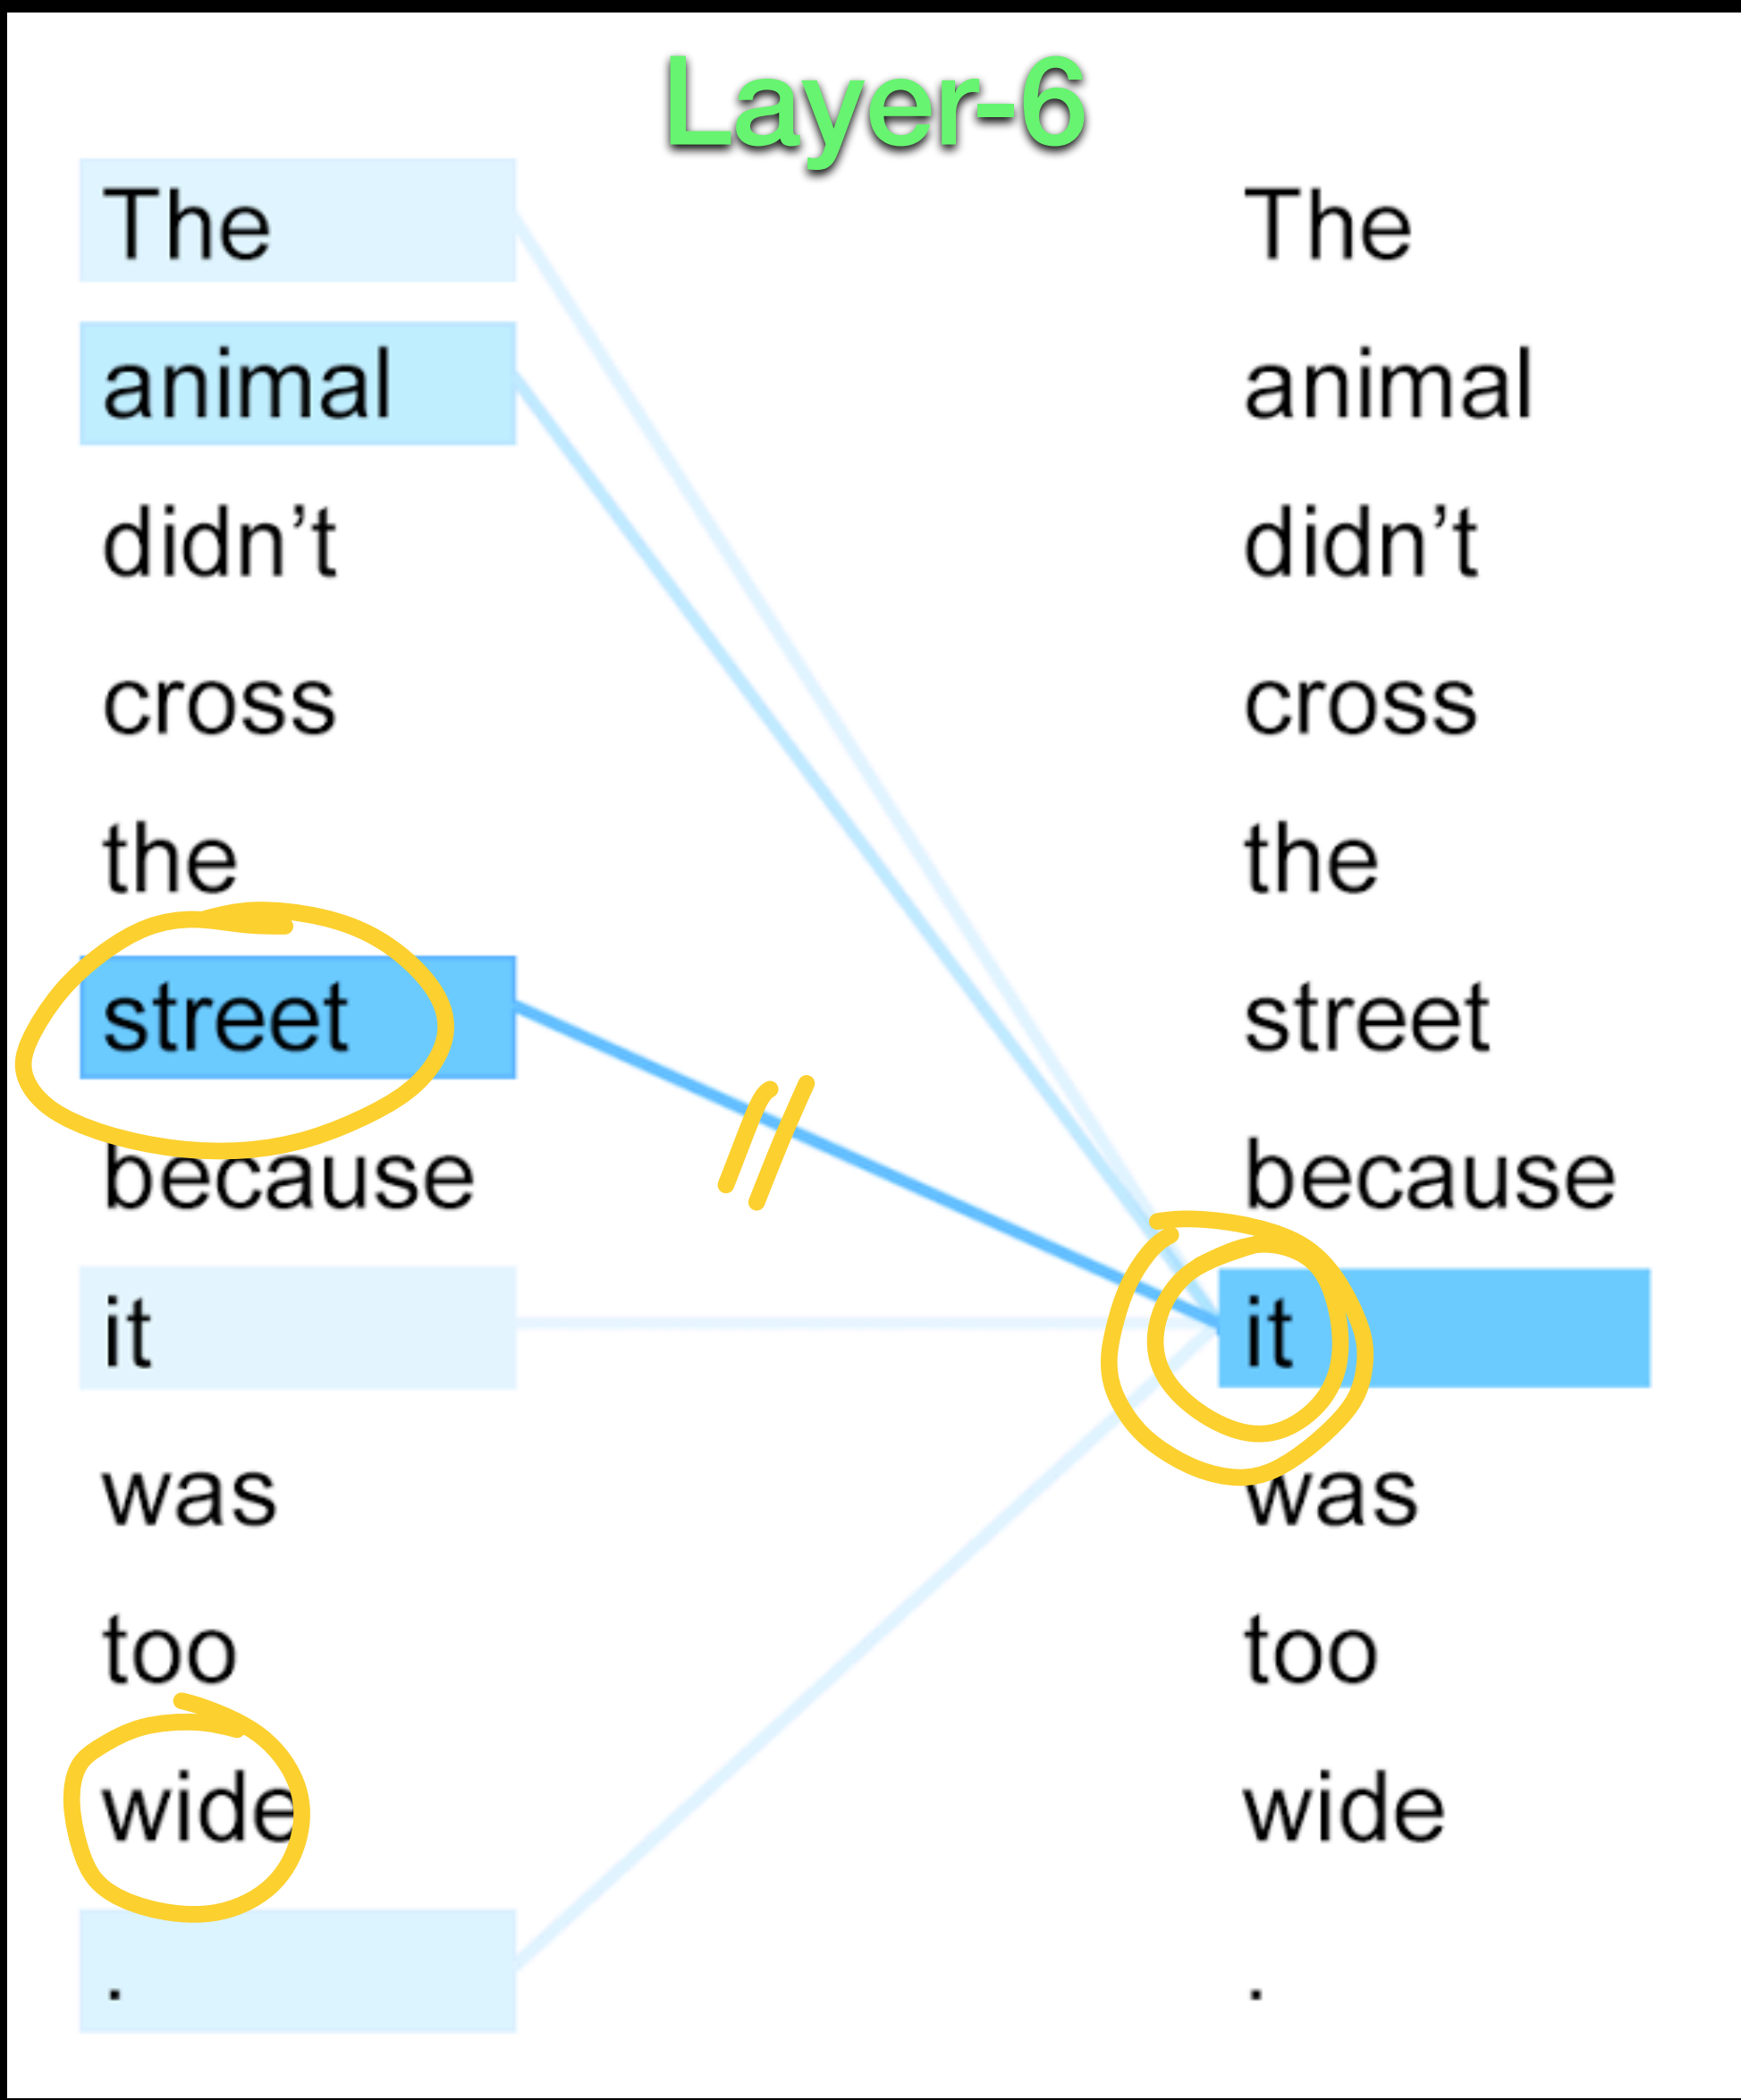 Layer-6
The The
animal animal
didn’t didn’t
cross cross
the the
street street
because because
it it
was was
too too
wide wide
. .